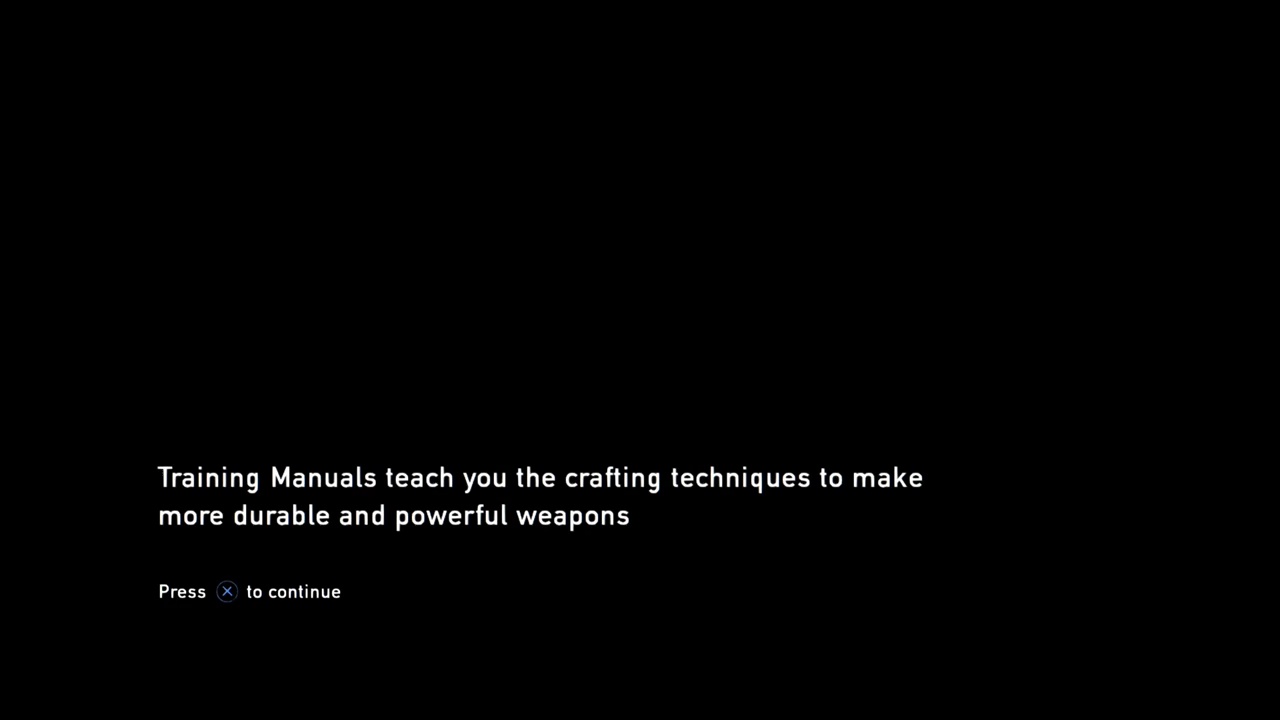 Training Manuals teach you the crafting techniques to make
more durable and powerful weapons
Press ⓧ to continue